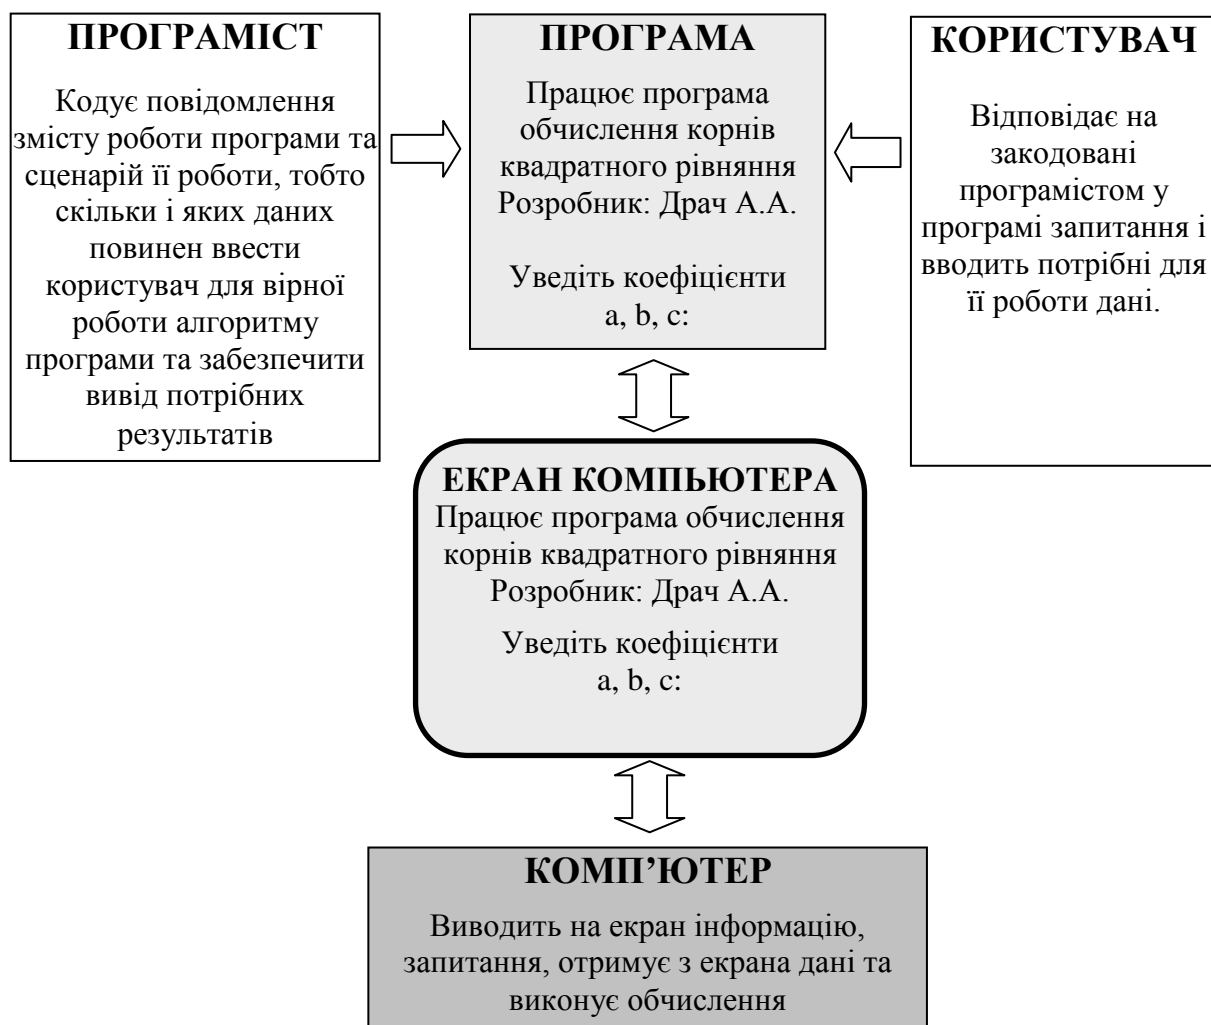 ПРОГРАМІСТ
Кодує повідомлення
змісту роботи програми та
сценарій її роботи, тобто
скільки і яких даних
повинен ввести
користувач для вірної
роботи алгоритму
програми та забезпечити
вивід потрібних
результатів
ПРОГРАМА
Працює програма
обчислення корнів
квадратного рівняння
Розробник: Драч А.А.
Уведіть коефіцієнти
a, b, c:
КОРИСТУВАЧ
Відповідає на
закодовані
програмістом у
програмі запитання і
вводить потрібні для
її роботи дані.
ЕКРАН КОМПЬЮТЕРА
Працює програма обчислення
корнів квадратного рівняння
Розробник: Драч А.А.
Уведіть коефіцієнти
a, b, c:
КОМП’ЮТЕР
Виводить на екран інформацію,
запитання, отримує з екрана дані та
виконує обчислення